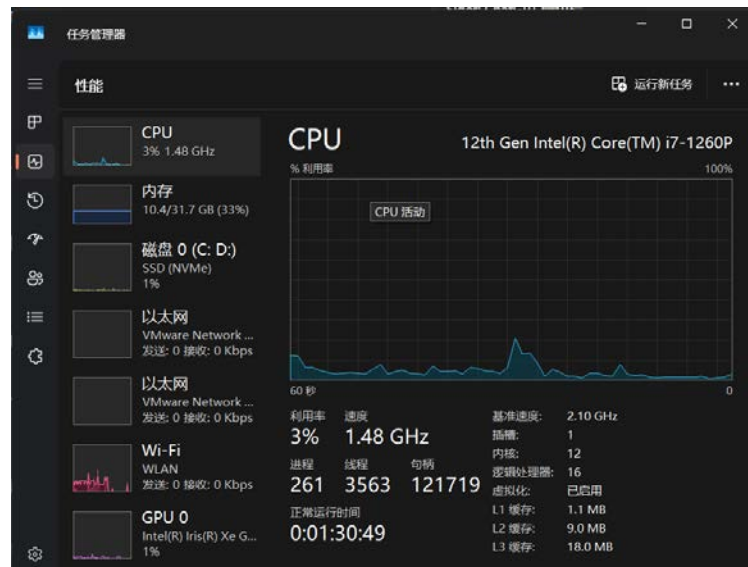 任务管理器
性能
运行新任务
CPU
3% 1.48 GHz
内存
10.4/31.7 GB (33%)
磁盘 0 (C: D:)
SSD (NVMe)
1%
以太网
VMware Network ...
发送: 0 接收: 0 Kbps
以太网
VMware Network ...
发送: 0 接收: 0 Kbps
Wi-Fi
WLAN
发送: 0 接收: 0 Kbps
GPU 0
Intel(R) Iris(R) Xe G...
1%
CPU
12th Gen Intel(R) Core(TM) i7-1260P
% 利用率
100%
CPU 活动
60 秒
0
利用率
速度
3%
1.48 GHz
进程
线程
句柄
261
3563
121719
正常运行时间
0:01:30:49
基准速度: 2.10 GHz
插槽: 1
内核: 12
逻辑处理器: 16
虚拟化: 已启用
L1 缓存: 1.1 MB
L2 缓存: 9.0 MB
L3 缓存: 18.0 MB